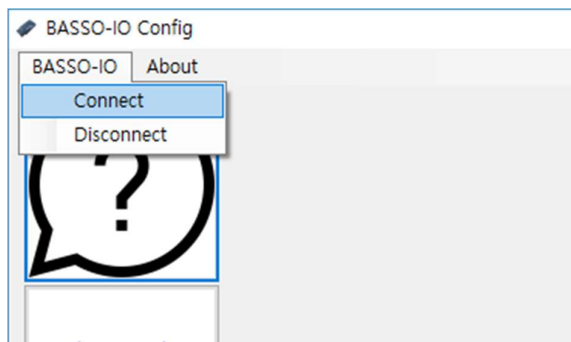 BASSO-IO Config
BASSO-IO About
Connect
Disconnect
?